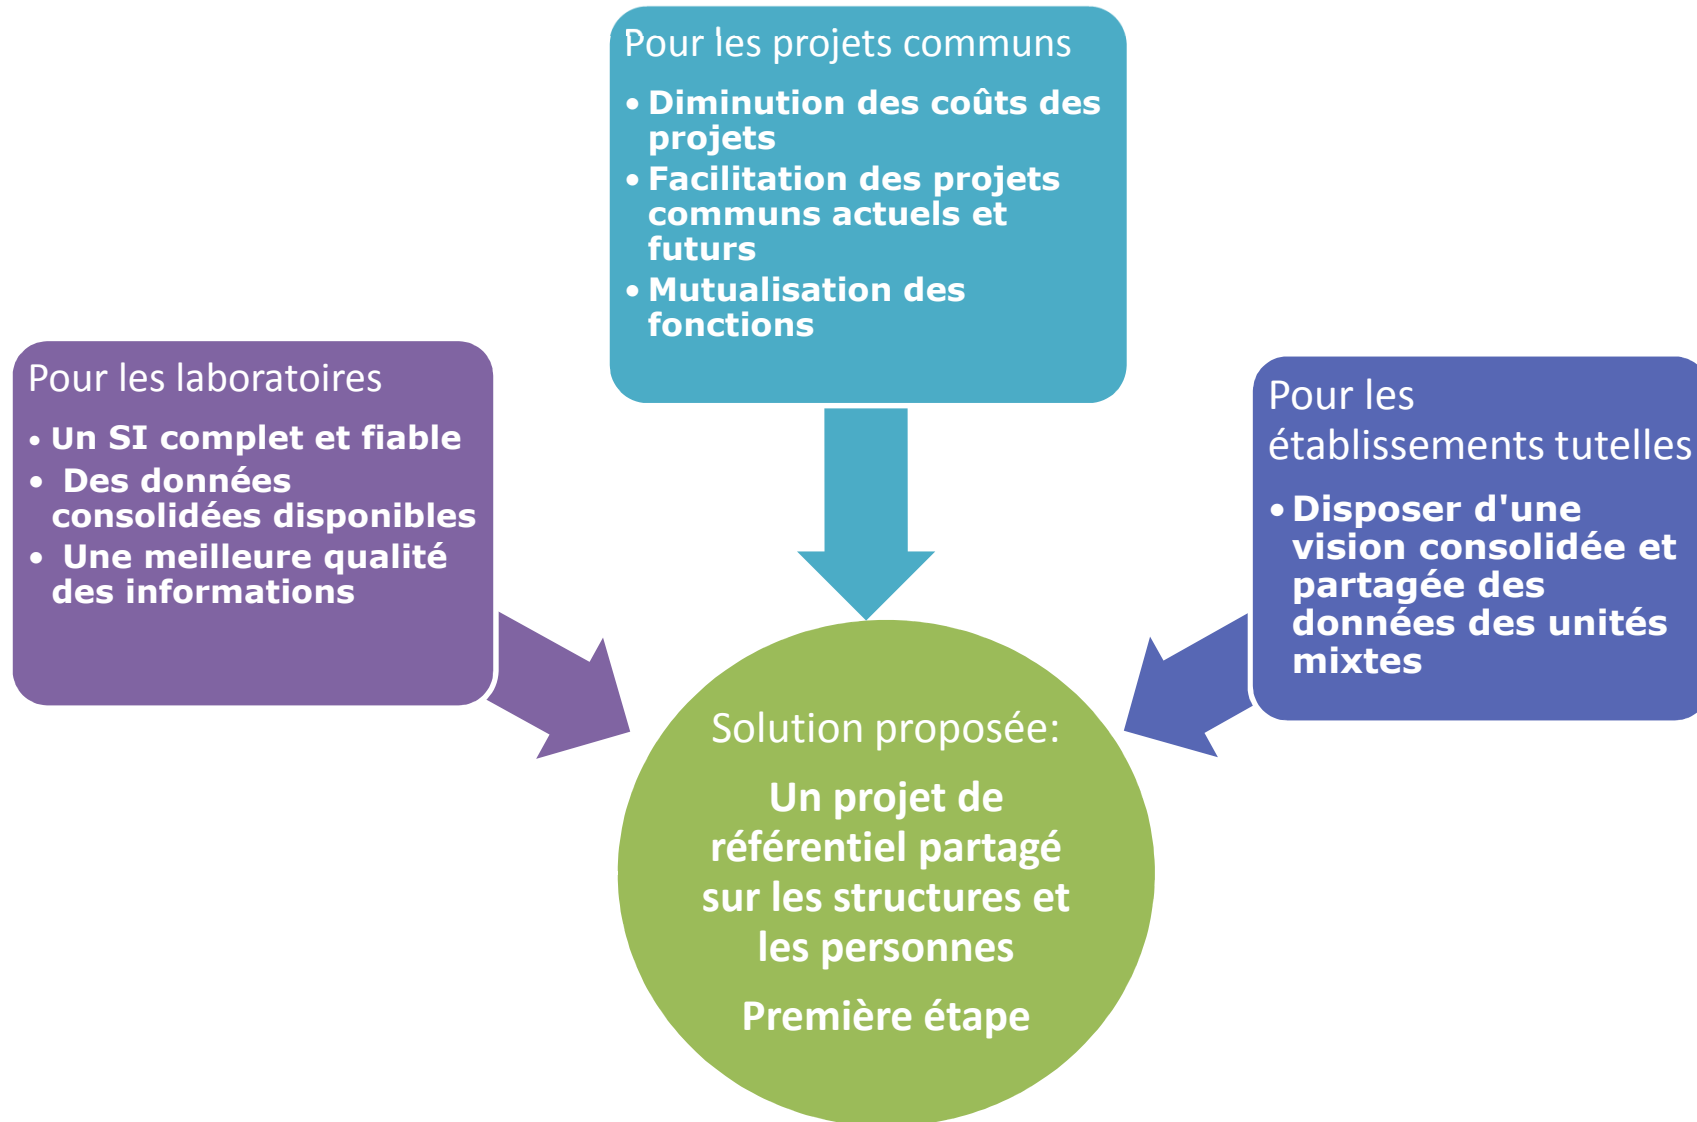 Pour les projets communs
• Diminution des coûts des
projets
• Facilitation des projets
communs actuels et
futurs
• Mutualisation des
fonctions
Pour les laboratoires
• Un SI complet et fiable
• Des données
consolidées disponibles
• Une meilleure qualité
des informations
Pour les
établissements tutelles
• Disposer d'une
vision consolidée et
partagée des
données des unités
mixtes
Solution proposée:
Un projet de
référentiel partagé
sur les structures et
les personnes
Première étape